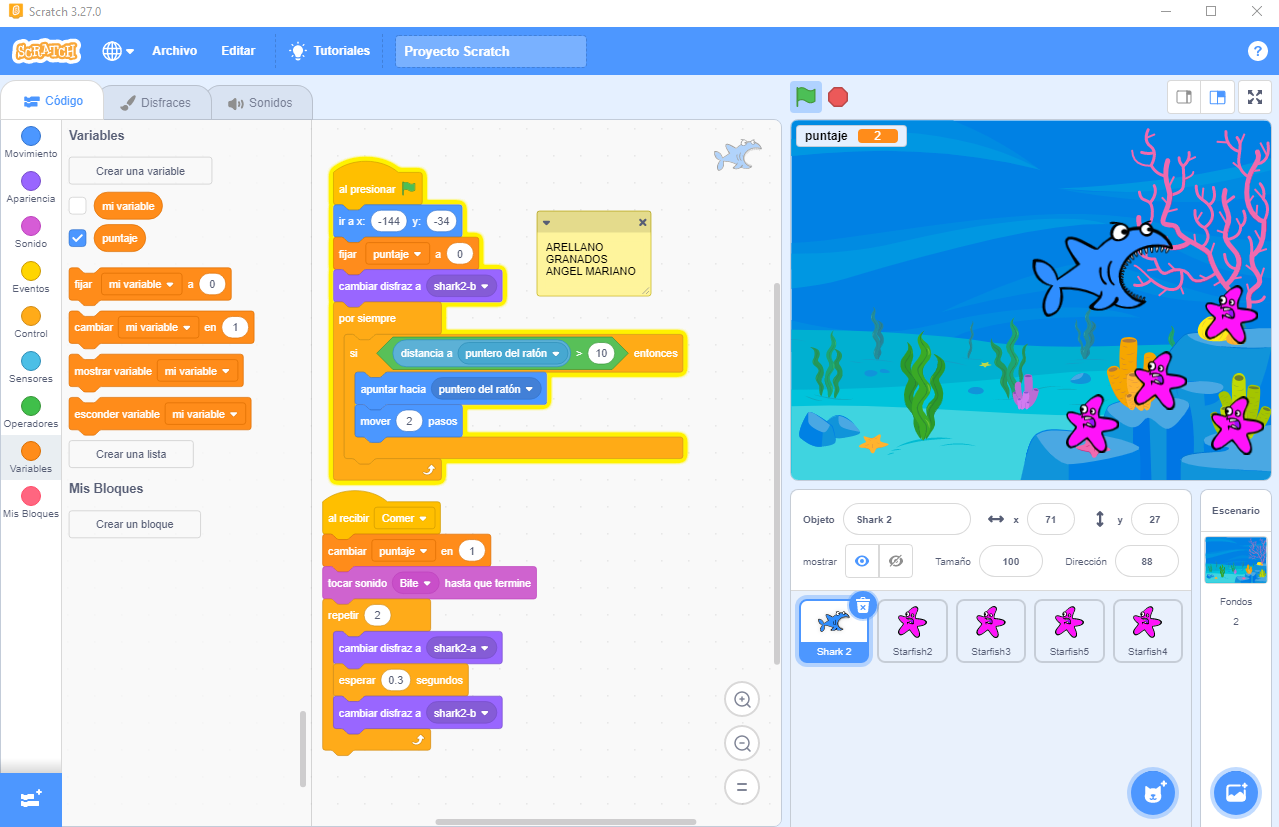 Scratch 3.27.0
SCRATCH
Archivo
Editar
Tutoriales
Proyecto Scratch
?
Código
Disfraces
Sonidos
Movimiento
Apariencia
Sonido
Eventos
Control
Sensores
Operadores
Variables
Mis Bloques
Variables
Crear una variable
mi variable
puntaje
fijar mi variable a 0
cambiar mi variable en 1
mostrar variable mi variable
esconder variable mi variable
Crear una lista
Mis Bloques
Crear un bloque
al presionar
ir a x: -144 y: -34
fijar puntaje a 0
cambiar disfraz a shark2-b
por siempre
si distancia a puntero del ratón > 10 entonces
apuntar hacia puntero del ratón
mover 2 pasos
al recibir Comer
cambiar puntaje en 1
tocar sonido Bite hasta que termine
repetir 2
cambiar disfraz a shark2-a
esperar 0.3 segundos
cambiar disfraz a shark2-b
ARELLANO
GRANADOS
ANGEL MARIANO
puntaje 2
Objeto Shark 2 x 71 y 27
mostrar Tamaño 100 Dirección 88
Shark 2
Starfish2
Starfish3
Starfish5
Starfish4
Escenario
Fondos
2